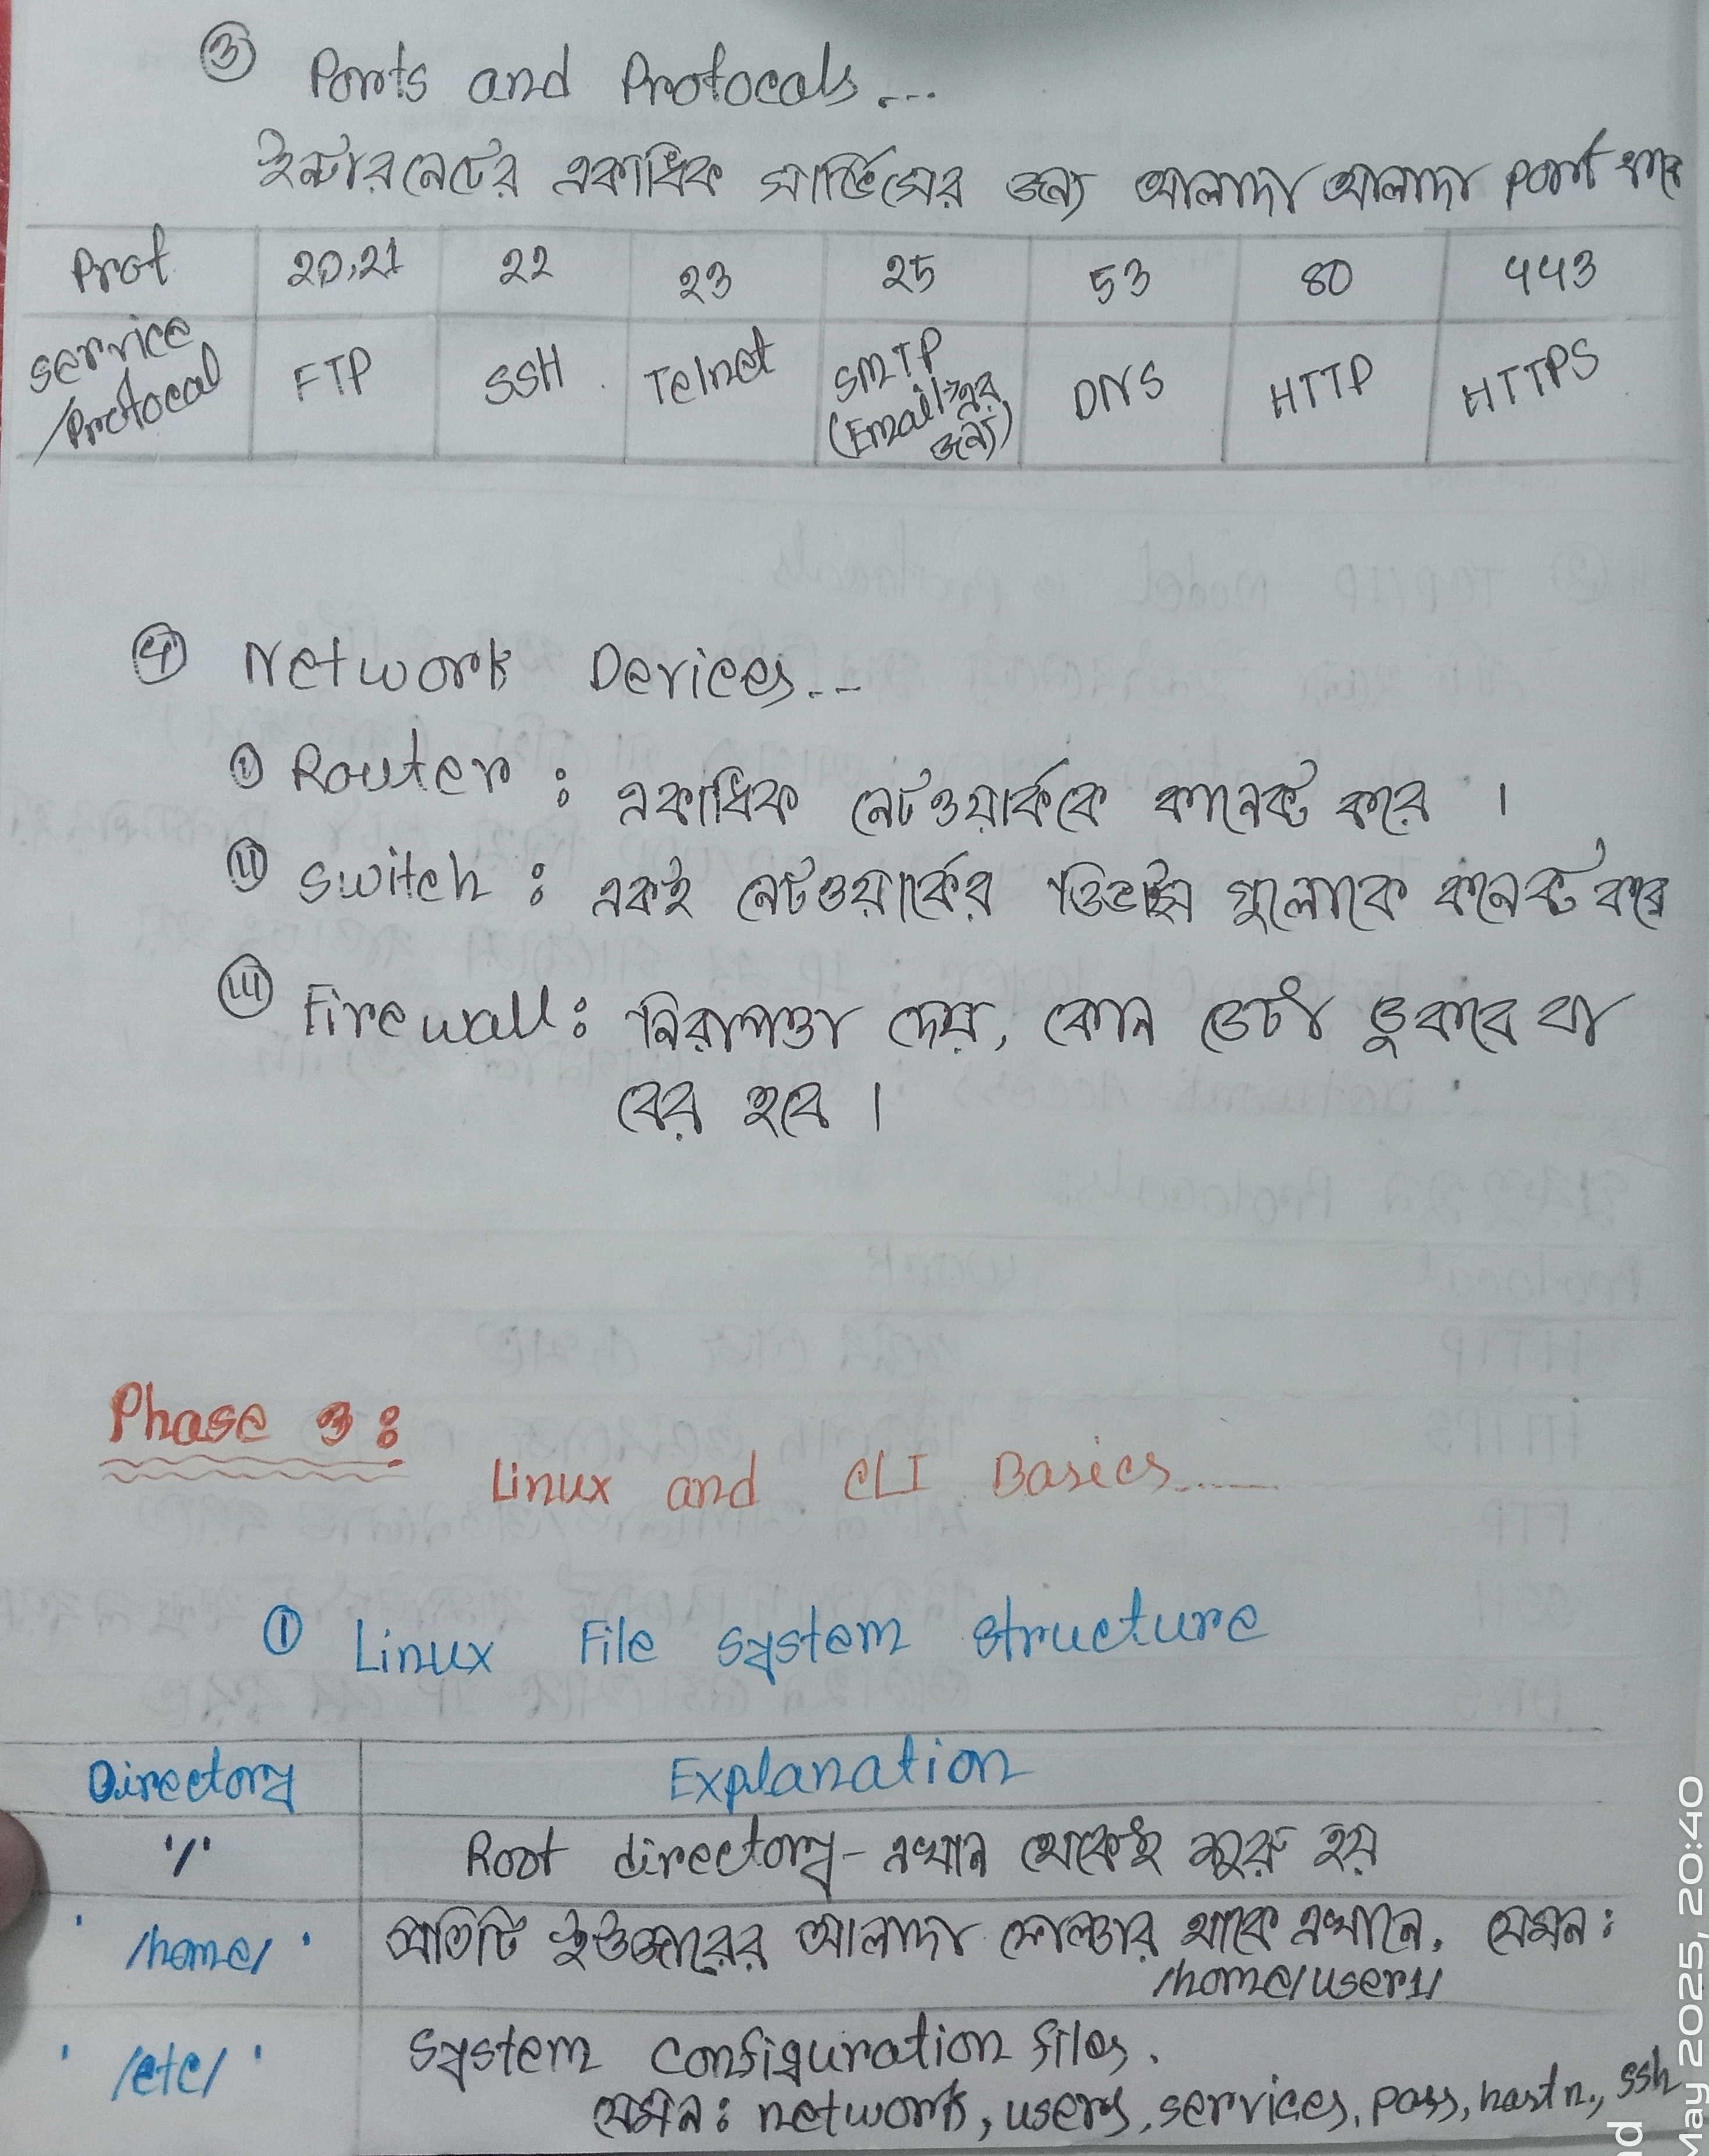 ③ Ports and Protocals...
ইন্টারনেটের একাধিক সার্ভিসের জন্য আলাদা আলাদা port থাকে
Prot 20,21 22 23 25 53 80 443
Service/Protocal FTP SSH Telnet SMTP (Email এর জন্য) DNS HTTP HTTPS
④ Network Devices...
ⓘ Router : একাধিক নেটওয়ার্ককে কানেক্ট করে ।
ⓘⓘ Switch : একই নেটওয়ার্কের ডিভাইস গুলোকে কনেক্ট করে
ⓘⓘⓘ Firewall : নিরাপত্তা দেয়, কোন ডেটা ঢুকবে বা
বের হবে ।
Phase 3 :
Linux and CLI Basics....
① Linux File System Structure
Directory Explanation
'/' Root directory - এখান থেকেই শুরু হয়
'/home/' প্রতিটি ইউজারের আলাদা ফোল্ডার থাকে এখানে, যেমন :
/home/user1/
'/etc/' System Configuration files.
যেমন : network, users, services, pass, ssh
May 2025, 20:40